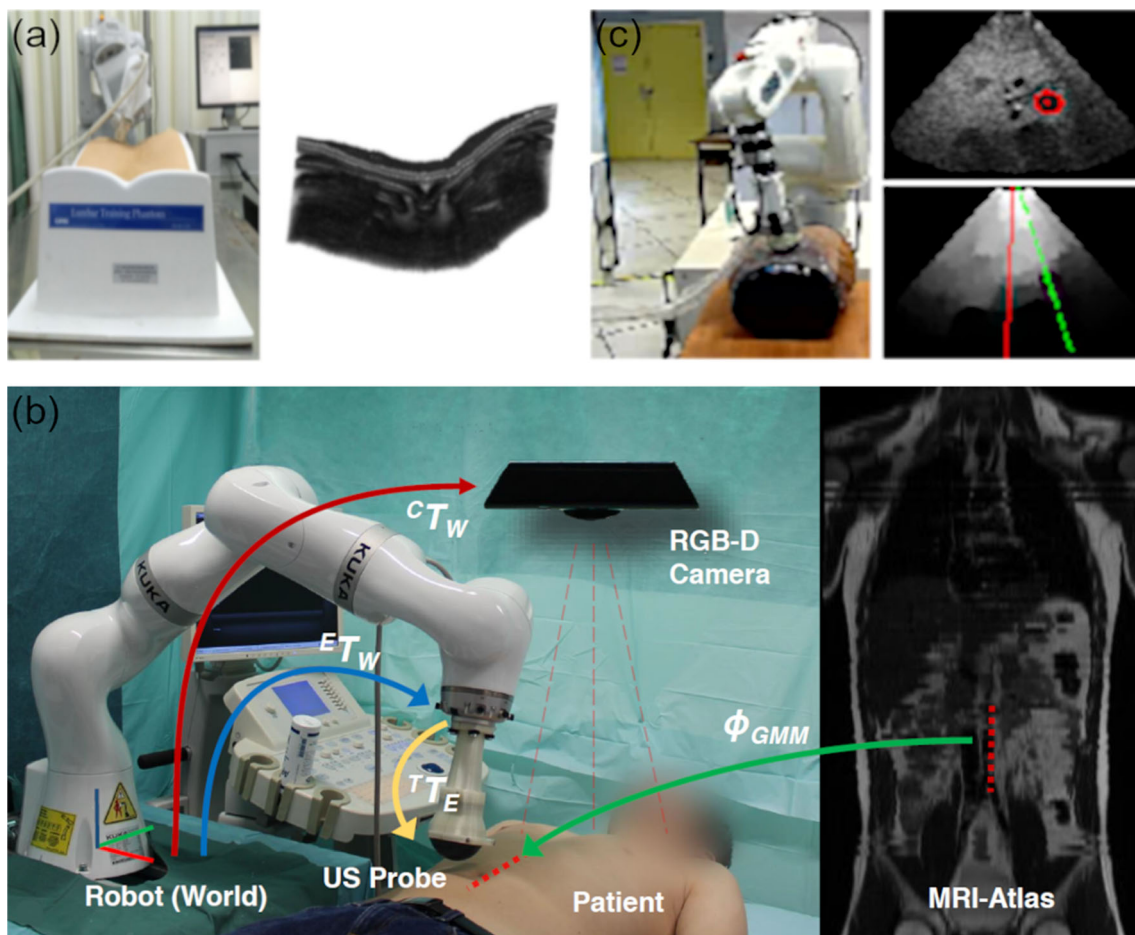 (a)
Lumbar Training Phantom
(c)
(b)
CTW
RGB-D
Camera
KUKA
KUKA
ETW
ϕGMM
TTE
Robot (World)
US Probe
Patient
MRI-Atlas